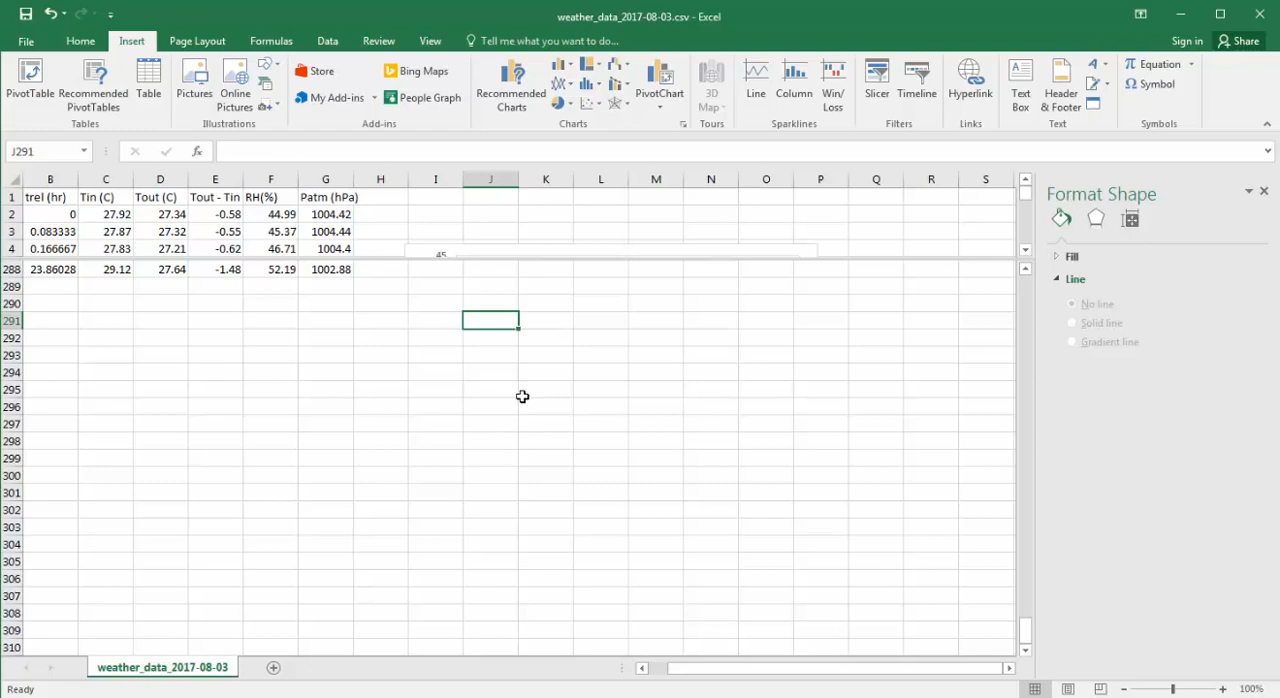 weather_data_2017-08-03.csv - Excel
File Home Insert Page Layout Formulas Data Review View Tell me what you want to do... Sign in Share
PivotTable Recommended PivotTables Table Pictures Online Pictures Store My Add-ins Bing Maps People Graph Recommended Charts PivotChart 3D Map Line Column Win/Loss Slicer Timeline Hyperlink Text Box Header & Footer Equation Symbol
Tables Illustrations Add-ins Charts Tours Sparklines Filters Links Text Symbols
J291 fx
B C D E F G H I J K L M N O P Q R S
1 trel (hr) Tin (C) Tout (C) Tout - Tin RH(%) Patm (hPa)
2 0 27.92 27.34 -0.58 44.99 1004.42
3 0.083333 27.87 27.32 -0.55 45.37 1004.44
4 0.166667 27.83 27.21 -0.62 46.71 1004.4
45
288 23.86028 29.12 27.64 -1.48 52.19 1002.88
289
290
291
292
293
294
295
296
297
298
299
300
301
302
303
304
305
306
307
308
309
310
Format Shape
Fill
Line
No line
Solid line
Gradient line
weather_data_2017-08-03
Ready 100%